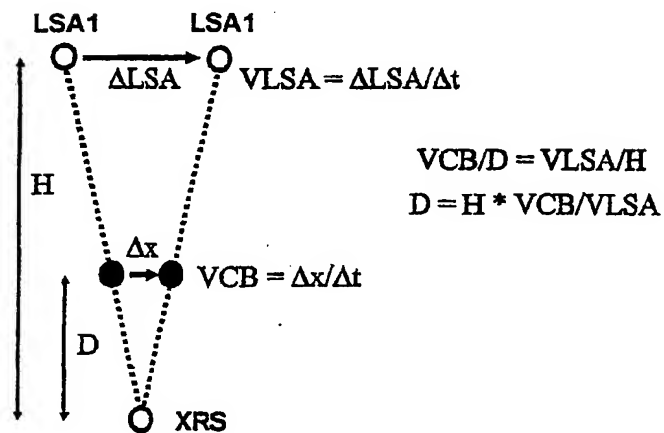 LSA1 LSA1
ΔLSA VLSA = ΔLSA/Δt
VCB/D = VLSA/H
H
D = H * VCB/VLSA
Δx
VCB = Δx/Δt
D
XRS